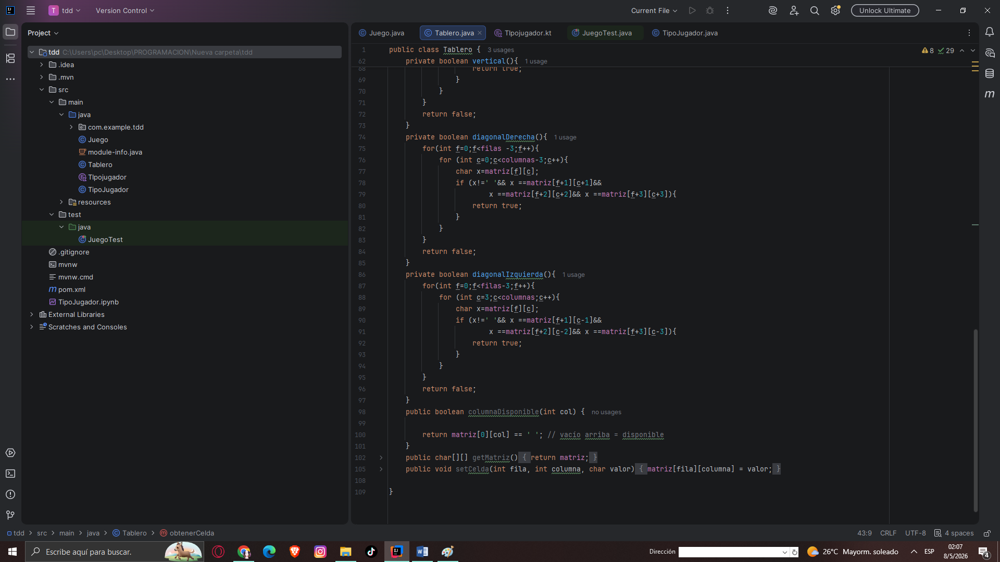 T tdd Version Control Current File Unlock Ultimate
Project
tdd C:\Users\pc\Desktop\PROGRAMACION\Nueva carpeta\tdd
.idea
.mvn
src
main
java
com.example.tdd
Juego
module-info.java
Tablero
TIpojugador
TipoJugador
resources
test
java
JuegoTest
.gitignore
mvnw
mvnw.cmd
pom.xml
TipoJugador.ipynb
External Libraries
Scratches and Consoles
Juego.java Tablero.java TIpojugador.kt JuegoTest.java TipoJugador.java
8 29
1 public class Tablero { 3 usages
62 private boolean vertical(){ 1 usage
68 return true;
69 }
70 }
71 }
72 return false;
73 }
74 private boolean diagonalDerecha(){ 1 usage
75 for(int f=0;f<filas -3;f++){
76 for (int c=0;c<columnas-3;c++){
77 char x=matriz[f][c];
78 if (x!=' '&& x ==matriz[f+1][c+1]&&
79 x ==matriz[f+2][c+2]&& x ==matriz[f+3][c+3]){
80 return true;
81 }
82 }
83 }
84 return false;
85 }
86 private boolean diagonalIzquierda(){ 1 usage
87 for(int f=0;f<filas-3;f++){
88 for (int c=3;c<columnas;c++){
89 char x=matriz[f][c];
90 if (x!=' '&& x ==matriz[f+1][c-1]&&
91 x ==matriz[f+2][c-2]&& x ==matriz[f+3][c-3]){
92 return true;
93 }
94 }
95 }
96 return false;
97 }
98 public boolean columnaDisponible(int col) { no usages
99
100 return matriz[0][col] == ' '; // vacio arriba = disponible
101 }
102 public char[][] getMatriz() { return matriz; }
105 public void setCelda(int fila, int columna, char valor) { matriz[fila][columna] = valor; }
108
109 }
tdd > src > main > java > Tablero > obtenerCelda 43:9 CRLF UTF-8 4 spaces
Escribe aquí para buscar. Dirección 26°C Mayorm. soleado ESP 02:07
8/5/2026 4